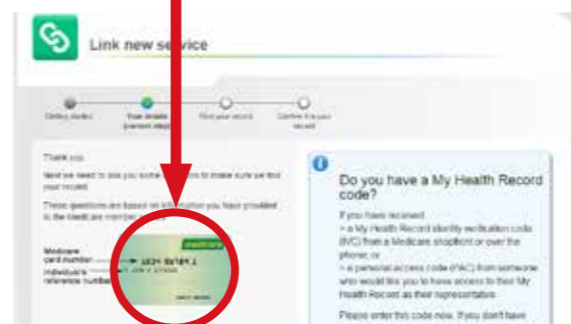 Link new service
Getting started
Your details
(current step)
Find your record
Confirm it is your
record
Thank you.
Next we need to ask you some questions to make sure we find
your record.
These questions are based on information you have provided
to the Medicare
Medicare
card number
Individual's
reference number
medicare
Do you have a My Health Record
code?
If you have received:
- a My Health Record identity verification code
(IVC) from a Medicare shopfront or over the
phone; or
- a personal access code (PAC) from someone
who would like you to have access to their My
Health Record as their representative.
Please enter this code now. If you don't have